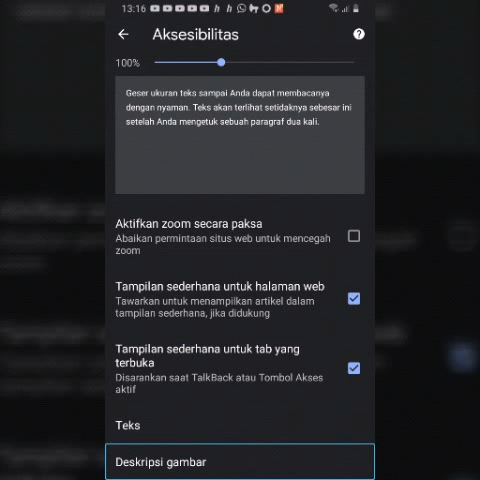 13:16
Aksesibilitas
100%
Geser ukuran teks sampai Anda dapat membacanya
dengan nyaman. Teks akan terlihat setidaknya sebesar ini
setelah Anda mengetuk sebuah paragraf dua kali.
Aktifkan zoom secara paksa
Abaikan permintaan situs web untuk mencegah
zoom
Tampilan sederhana untuk halaman web
Tawarkan untuk menampilkan artikel dalam
tampilan sederhana, jika didukung
Tampilan sederhana untuk tab yang
terbuka
Disarankan saat TalkBack atau Tombol Akses
aktif
Teks
Deskripsi gambar